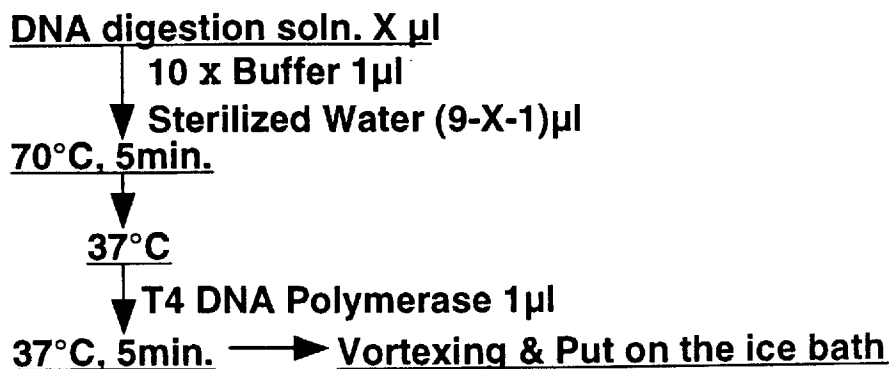 DNA digestion soln. X µl
10 x Buffer 1µl
Sterilized Water (9-X-1)µl
70°C, 5min.
37°C
T4 DNA Polymerase 1µl
37°C, 5min.
Vortexing & Put on the ice bath